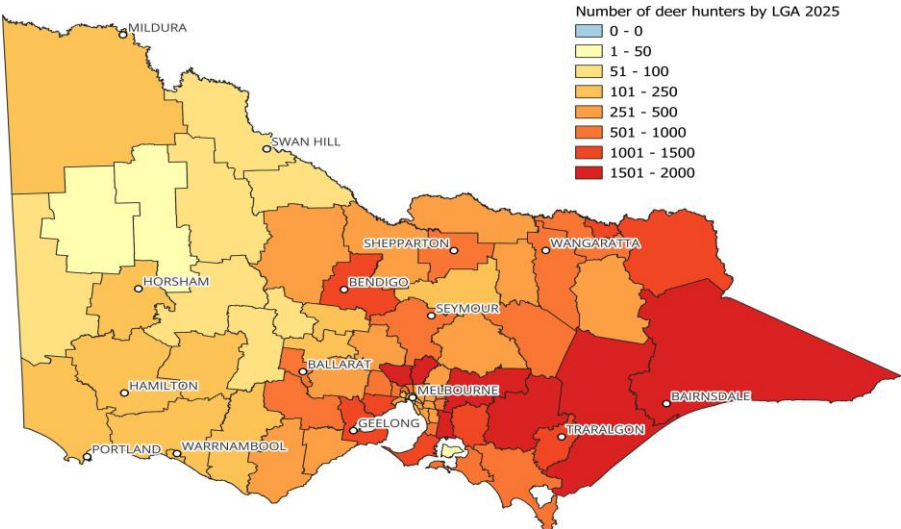 Number of deer hunters by LGA 2025
0 - 0
1 - 50
51 - 100
101 - 250
251 - 500
501 - 1000
1001 - 1500
1501 - 2000
MILDURA
SWAN HILL
SHEPPARTON
WANGARATTA
HORSHAM
BENDIGO
SEYMOUR
BALLARAT
HAMILTON
MELBOURNE
BAIRNSDALE
GEELONG
TRARALGON
PORTLAND
WARRNAMBOOL